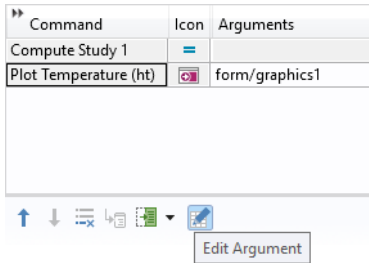 Command Icon Arguments
Compute Study 1
Plot Temperature (ht) form/graphics1
Edit Argument